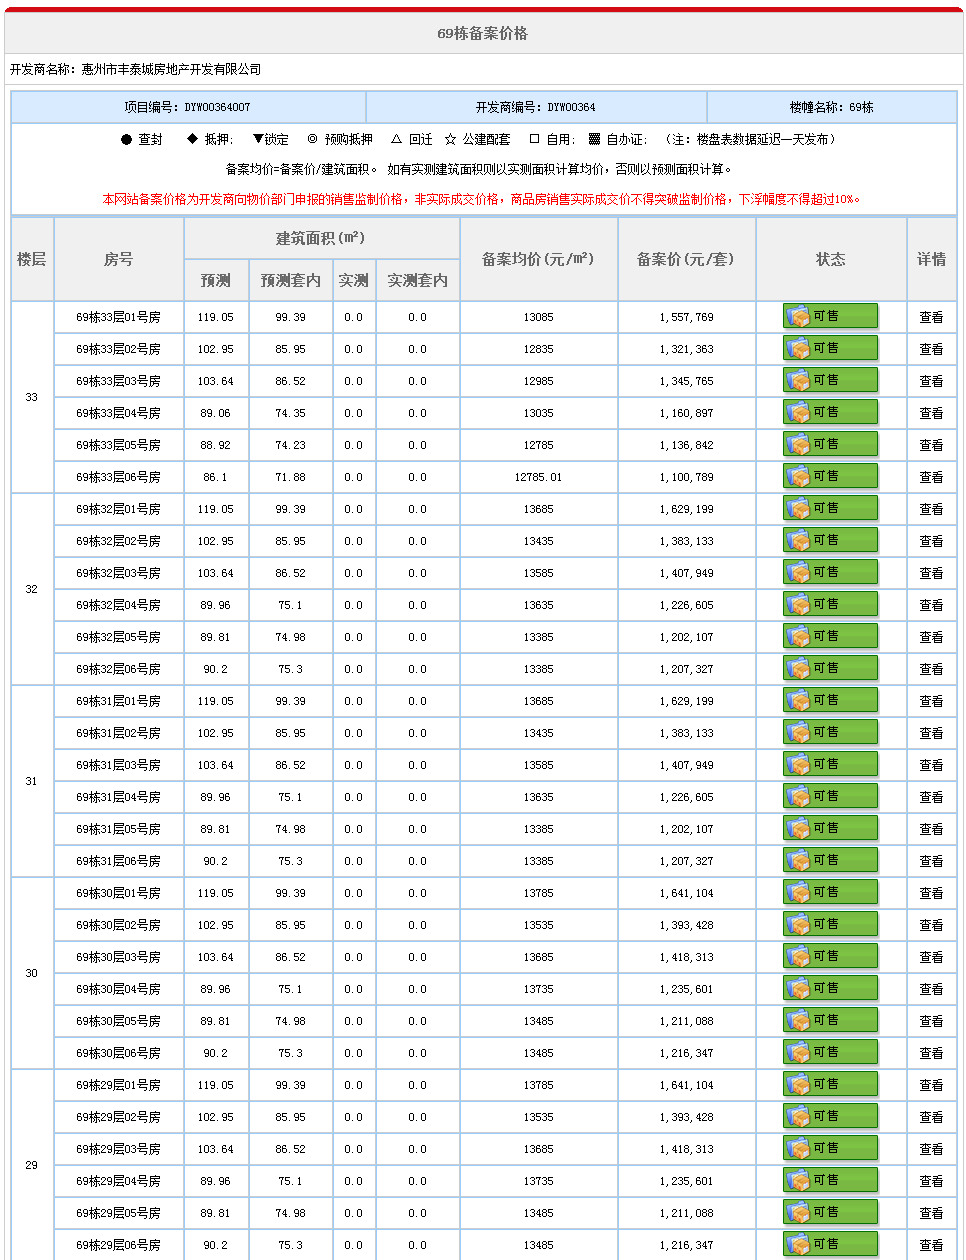 69栋备案价格
开发商名称：惠州市丰泰城房地产开发有限公司
项目编号：DYW00364007 开发商编号：DYW00364 楼幢名称：69栋
● 查封 ◆ 抵押; ▼锁定 ◎ 预购抵押 △ 回迁 ☆ 公建配套 □ 自用; ▩ 自办证; （注：楼盘表数据延迟一天发布）
备案均价=备案价/建筑面积。 如有实测建筑面积则以实测面积计算均价，否则以预测面积计算。
本网站备案价格为开发商向物价部门申报的销售监制价格，非实际成交价格，商品房销售实际成交价不得突破监制价格，下浮幅度不得超过10%。
楼层 房号 建筑面积(㎡) 备案均价(元/㎡) 备案价(元/套) 状态 详情
预测 预测套内 实测 实测套内
33
69栋33层01号房 119.05 99.39 0.0 0.0 13085 1,557,769 可售 查看
69栋33层02号房 102.95 85.95 0.0 0.0 12835 1,321,363 可售 查看
69栋33层03号房 103.64 86.52 0.0 0.0 12985 1,345,765 可售 查看
69栋33层04号房 89.06 74.35 0.0 0.0 13035 1,160,897 可售 查看
69栋33层05号房 88.92 74.23 0.0 0.0 12785 1,136,842 可售 查看
69栋33层06号房 86.1 71.88 0.0 0.0 12785.01 1,100,789 可售 查看
32
69栋32层01号房 119.05 99.39 0.0 0.0 13685 1,629,199 可售 查看
69栋32层02号房 102.95 85.95 0.0 0.0 13435 1,383,133 可售 查看
69栋32层03号房 103.64 86.52 0.0 0.0 13585 1,407,949 可售 查看
69栋32层04号房 89.96 75.1 0.0 0.0 13635 1,226,605 可售 查看
69栋32层05号房 89.81 74.98 0.0 0.0 13385 1,202,107 可售 查看
69栋32层06号房 90.2 75.3 0.0 0.0 13385 1,207,327 可售 查看
31
69栋31层01号房 119.05 99.39 0.0 0.0 13685 1,629,199 可售 查看
69栋31层02号房 102.95 85.95 0.0 0.0 13435 1,383,133 可售 查看
69栋31层03号房 103.64 86.52 0.0 0.0 13585 1,407,949 可售 查看
69栋31层04号房 89.96 75.1 0.0 0.0 13635 1,226,605 可售 查看
69栋31层05号房 89.81 74.98 0.0 0.0 13385 1,202,107 可售 查看
69栋31层06号房 90.2 75.3 0.0 0.0 13385 1,207,327 可售 查看
30
69栋30层01号房 119.05 99.39 0.0 0.0 13785 1,641,104 可售 查看
69栋30层02号房 102.95 85.95 0.0 0.0 13535 1,393,428 可售 查看
69栋30层03号房 103.64 86.52 0.0 0.0 13685 1,418,313 可售 查看
69栋30层04号房 89.96 75.1 0.0 0.0 13735 1,235,601 可售 查看
69栋30层05号房 89.81 74.98 0.0 0.0 13485 1,211,088 可售 查看
69栋30层06号房 90.2 75.3 0.0 0.0 13485 1,216,347 可售 查看
29
69栋29层01号房 119.05 99.39 0.0 0.0 13785 1,641,104 可售 查看
69栋29层02号房 102.95 85.95 0.0 0.0 13535 1,393,428 可售 查看
69栋29层03号房 103.64 86.52 0.0 0.0 13685 1,418,313 可售 查看
69栋29层04号房 89.96 75.1 0.0 0.0 13735 1,235,601 可售 查看
69栋29层05号房 89.81 74.98 0.0 0.0 13485 1,211,088 可售 查看
69栋29层06号房 90.2 75.3 0.0 0.0 13485 1,216,347 可售 查看